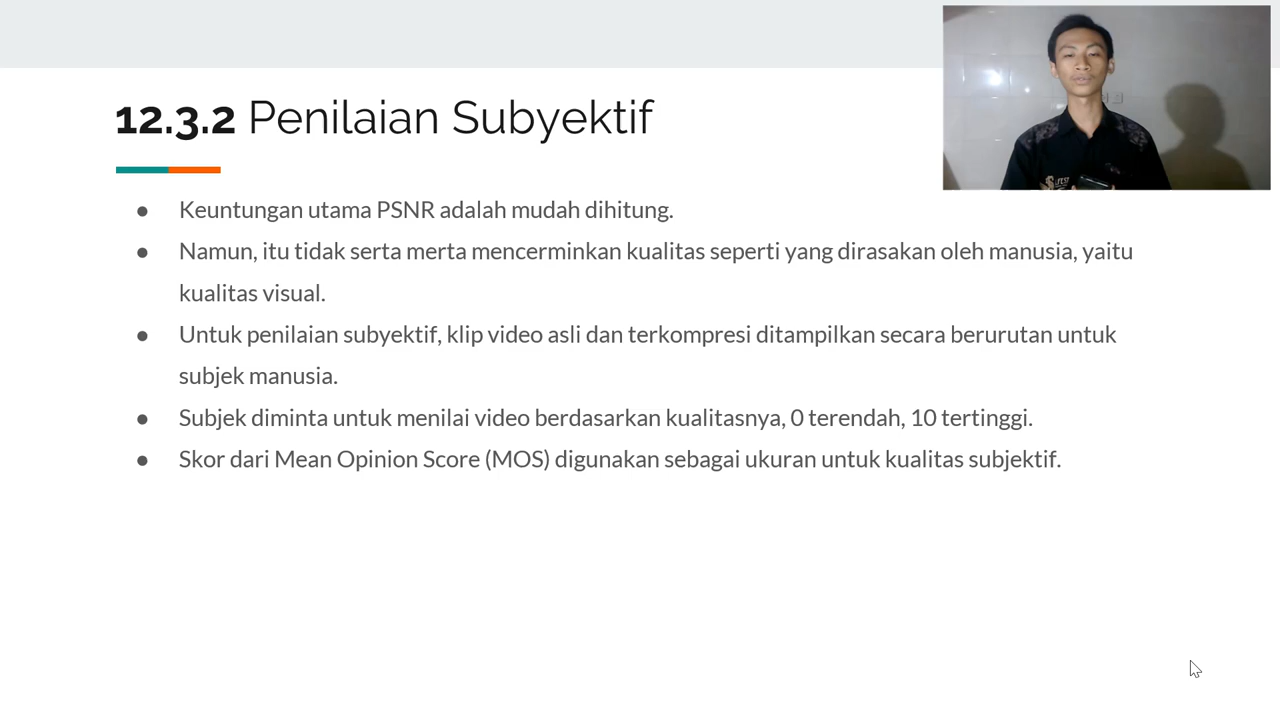 12.3.2 Penilaian Subyektif
● Keuntungan utama PSNR adalah mudah dihitung.
● Namun, itu tidak serta merta mencerminkan kualitas seperti yang dirasakan oleh manusia, yaitu
kualitas visual.
● Untuk penilaian subyektif, klip video asli dan terkompresi ditampilkan secara berurutan untuk
subjek manusia.
● Subjek diminta untuk menilai video berdasarkan kualitasnya, 0 terendah, 10 tertinggi.
● Skor dari Mean Opinion Score (MOS) digunakan sebagai ukuran untuk kualitas subjektif.